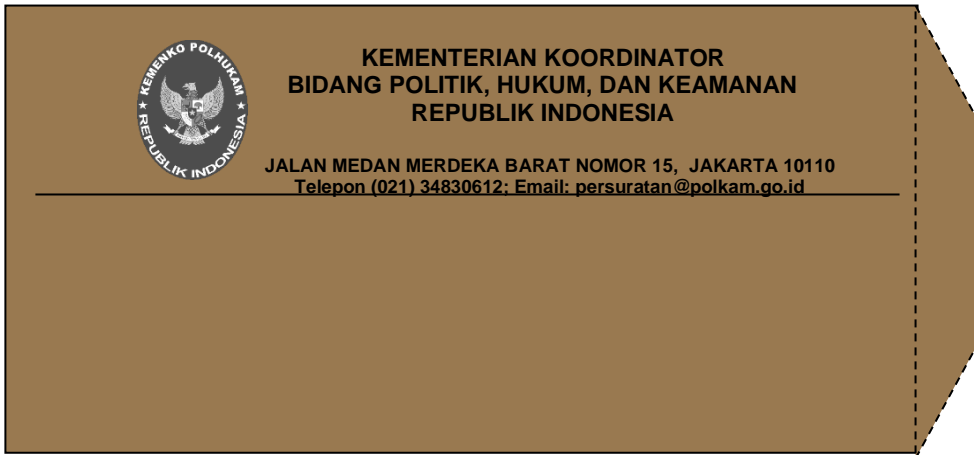 KEMENKO POLHUKAM
REPUBLIK INDONESIA
KEMENTERIAN KOORDINATOR
BIDANG POLITIK, HUKUM, DAN KEAMANAN
REPUBLIK INDONESIA
JALAN MEDAN MERDEKA BARAT NOMOR 15, JAKARTA 10110
Telepon (021) 34830612; Email: persuratan@polkam.go.id